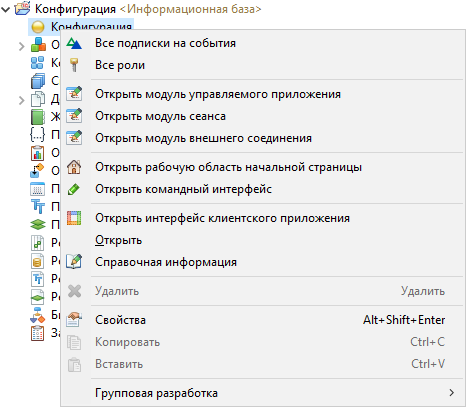 Конфигурация <Информационная база>
Конфигурация
Все подписки на события
Все роли
Открыть модуль управляемого приложения
Открыть модуль сеанса
Открыть модуль внешнего соединения
Открыть рабочую область начальной страницы
Открыть командный интерфейс
Открыть интерфейс клиентского приложения
Открыть
Справочная информация
Удалить Удалить
Свойства Alt+Shift+Enter
Копировать Ctrl+C
Вставить Ctrl+V
Групповая разработка